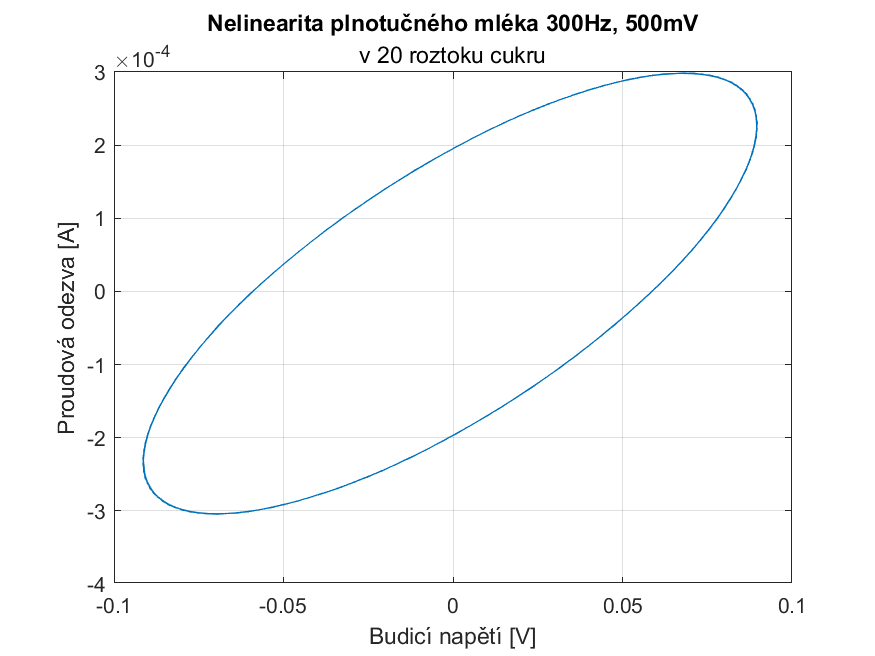 Nelinearita plnotučného mléka 300Hz, 500mV
v 20 roztoku cukru
×10-4
3
2
1
0
-1
-2
-3
-4
Proudová odezva [A]
-0.1 -0.05 0 0.05 0.1
Budicí napětí [V]